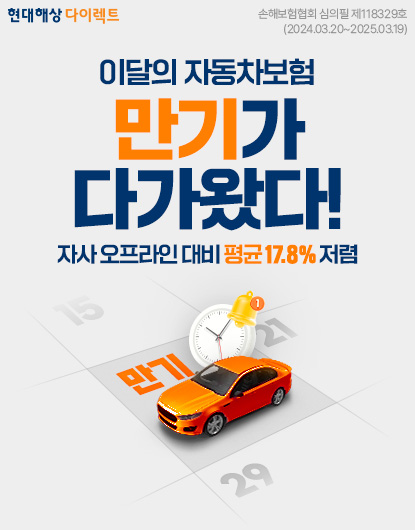 현대해상 다이렉트
손해보험협회 심의필 제118329호
(2024.03.20~2025.03.19)
이달의 자동차보험
만기가
다가왔다!
자사 오프라인 대비 평균 17.8% 저렴
15
1
21
만기
29